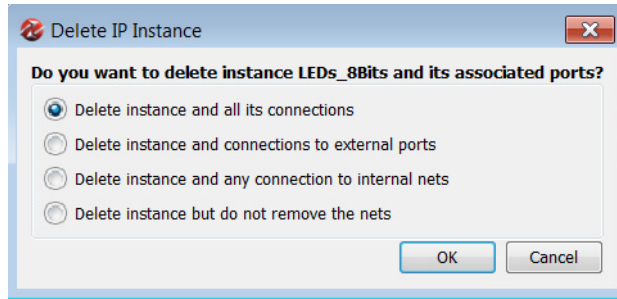 Delete IP Instance
Do you want to delete instance LEDs_8Bits and its associated ports?
Delete instance and all its connections
Delete instance and connections to external ports
Delete instance and any connection to internal nets
Delete instance but do not remove the nets
OK Cancel